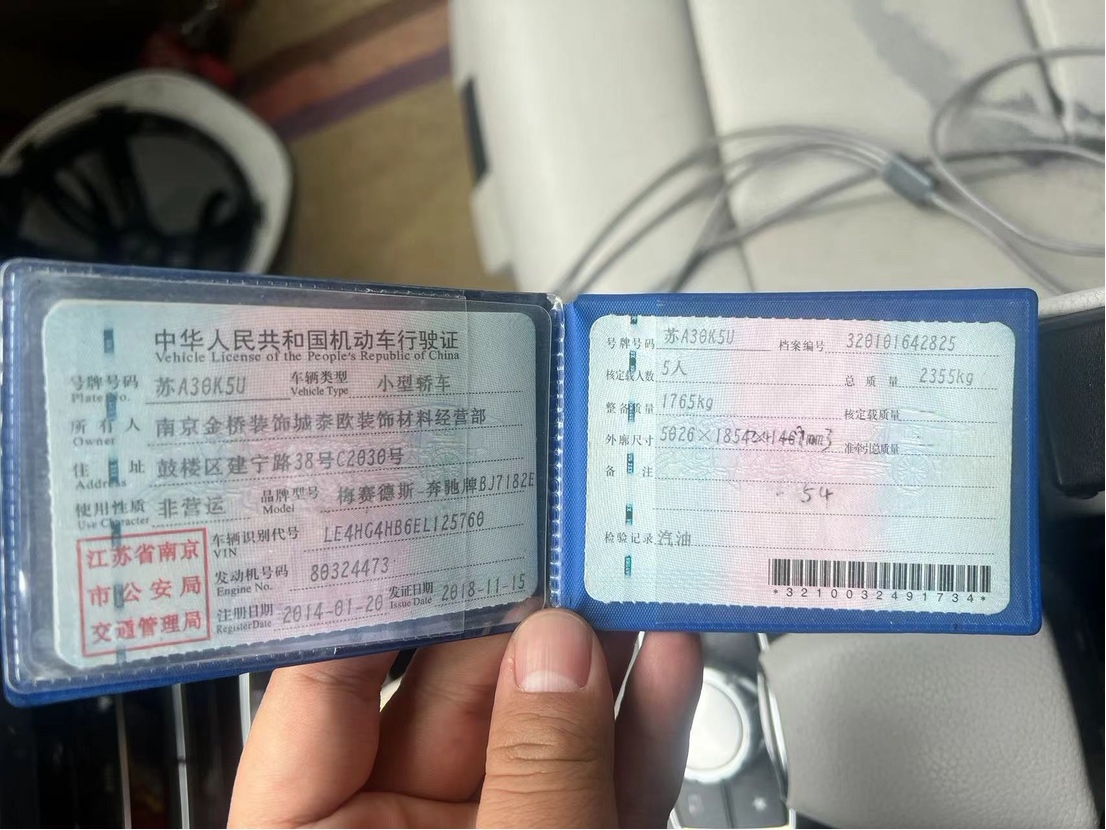 中华人民共和国机动车行驶证
Vehicle License of the People's Republic of China
号牌号码 Plate No. 苏A30K5U 车辆类型 Vehicle Type 小型轿车
所有人 Owner 南京金桥装饰城泰欧装饰材料经营部
住址 Address 鼓楼区建宁路38号C2030号
使用性质 Use Character 非营运 品牌型号 Model 梅赛德斯-奔驰牌BJ7182E
江苏省南京
市公安局
交通管理局
车辆识别代号 VIN LE4HG4HB6EL125760
发动机号码 Engine No. 80324473
注册日期 Register Date 2014-01-20 发证日期 Issue Date 2018-11-15
号牌号码 苏A30K5U 档案编号 320101642825
核定载人数 5人 总质量 2355kg
整备质量 1765kg 核定载质量
外廓尺寸 5026×1854× 准牵引总质量
备注
54
检验记录 汽油
*3210032491734*